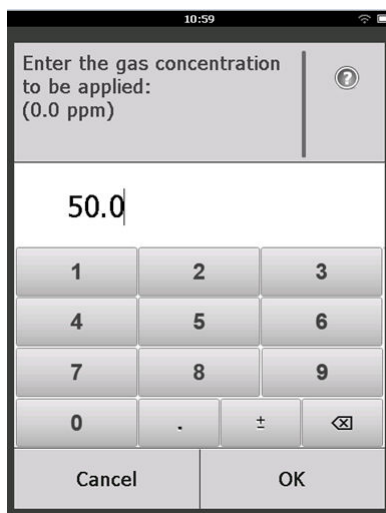 10:59
Enter the gas concentration
to be applied:
(0.0 ppm)
?
50.0
1 2 3
4 5 6
7 8 9
0 . ±
Cancel OK